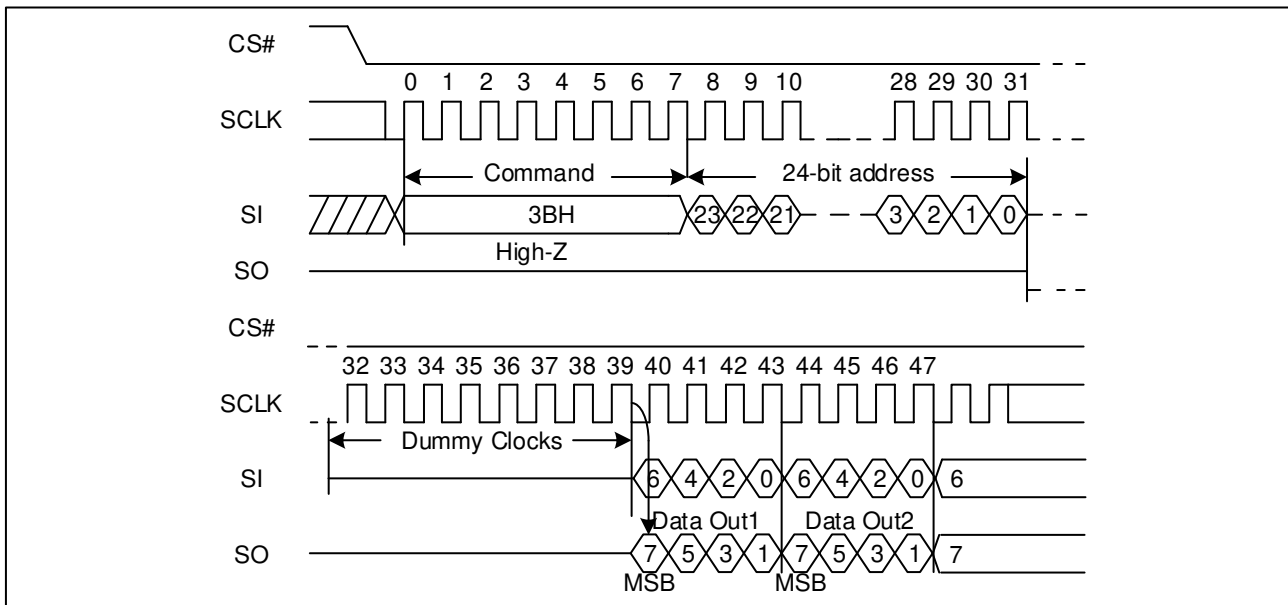 CS#
0 1 2 3 4 5 6 7 8 9 10 28 29 30 31
SCLK
Command 24-bit address
SI 3BH 23 22 21 3 2 1 0
High-Z
SO
CS#
32 33 34 35 36 37 38 39 40 41 42 43 44 45 46 47
SCLK
Dummy Clocks
SI 6 4 2 0 6 4 2 0 6
Data Out1 Data Out2
SO 7 5 3 1 7 5 3 1 7
MSB MSB